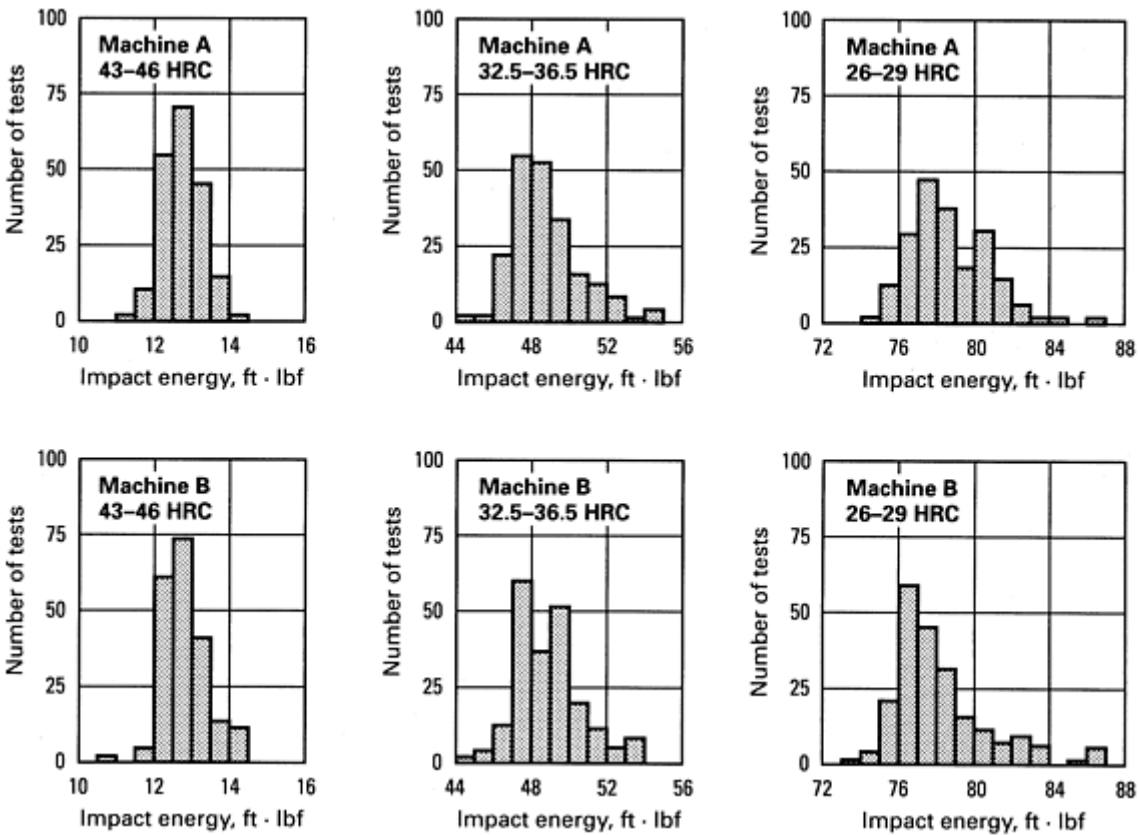 100
75
50
25
0
Number of tests
Machine A
43–46 HRC
10 12 14 16
Impact energy, ft · lbf
100
75
50
25
0
Number of tests
Machine A
32.5–36.5 HRC
44 48 52 56
Impact energy, ft · lbf
100
75
50
25
0
Number of tests
Machine A
26–29 HRC
72 76 80 84 88
Impact energy, ft · lbf
100
75
50
25
0
Number of tests
Machine B
43–46 HRC
10 12 14 16
Impact energy, ft · lbf
100
75
50
25
0
Number of tests
Machine B
32.5–36.5 HRC
44 48 52 56
Impact energy, ft · lbf
100
75
50
25
0
Number of tests
Machine B
26–29 HRC
72 76 80 84 88
Impact energy, ft · lbf